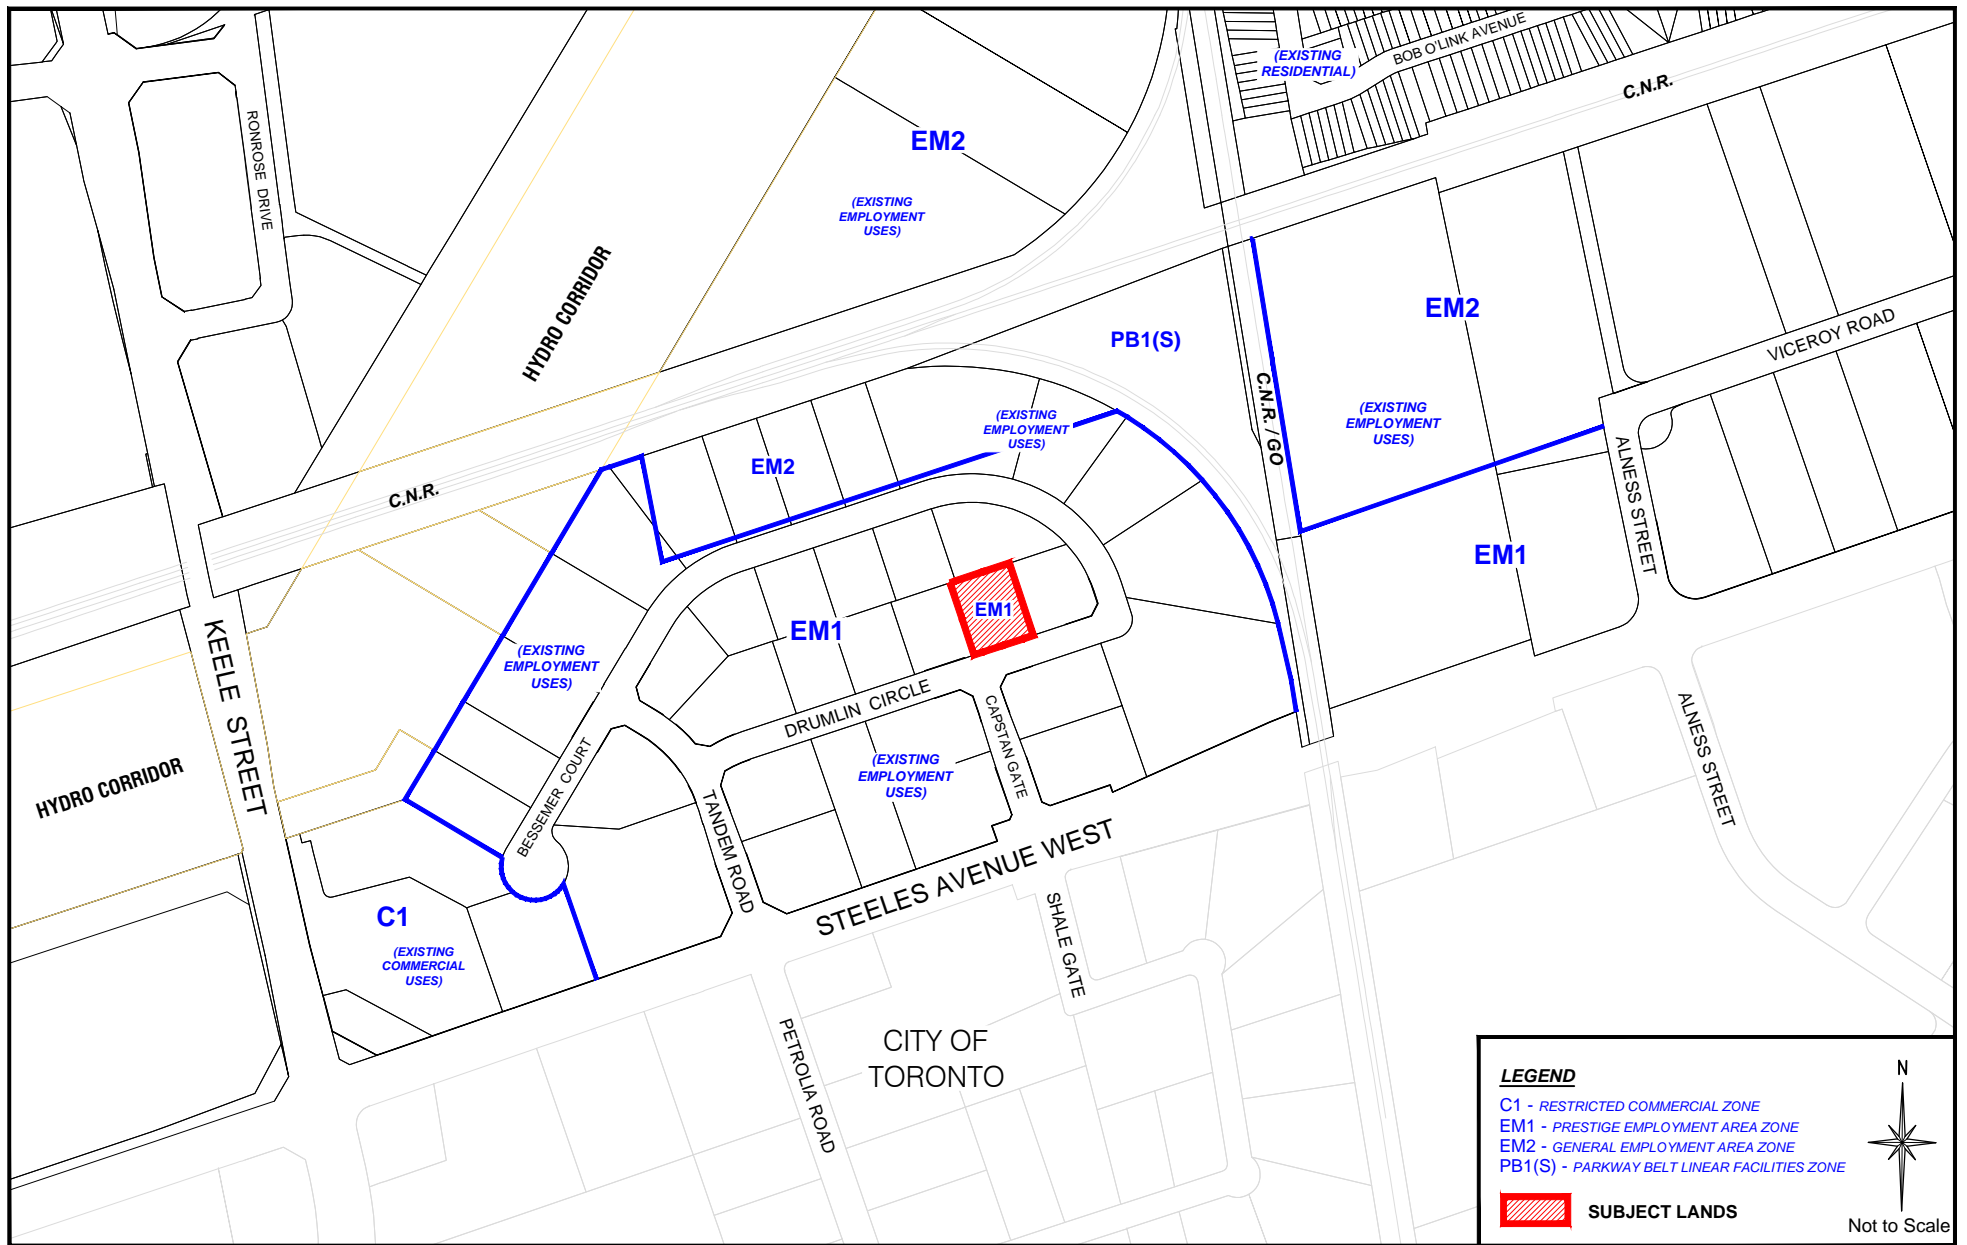 BOB O'LINK AVENUE
(EXISTING
RESIDENTIAL)
C.N.R.
RONROSE DRIVE
EM2
(EXISTING
EMPLOYMENT
USES)
HYDRO CORRIDOR
EM2
PB1(S)
VICEROY ROAD
C.N.R. / GO
(EXISTING
EMPLOYMENT
USES)
(EXISTING
EMPLOYMENT
USES)
EM2
C.N.R.
ALNESS STREET
EM1
EM1
EM1
KEELE STREET
(EXISTING
EMPLOYMENT
USES)
DRUMLIN CIRCLE
CAPSTAN GATE
ALNESS STREET
HYDRO CORRIDOR
BESSEMER COURT
(EXISTING
EMPLOYMENT
USES)
TANDEM ROAD
STEELES AVENUE WEST
C1
(EXISTING
COMMERCIAL
USES)
SHALE GATE
PETROLIA ROAD
CITY OF
TORONTO
LEGEND
C1 - RESTRICTED COMMERCIAL ZONE
EM1 - PRESTIGE EMPLOYMENT AREA ZONE
EM2 - GENERAL EMPLOYMENT AREA ZONE
PB1(S) - PARKWAY BELT LINEAR FACILITIES ZONE
SUBJECT LANDS
N
Not to Scale